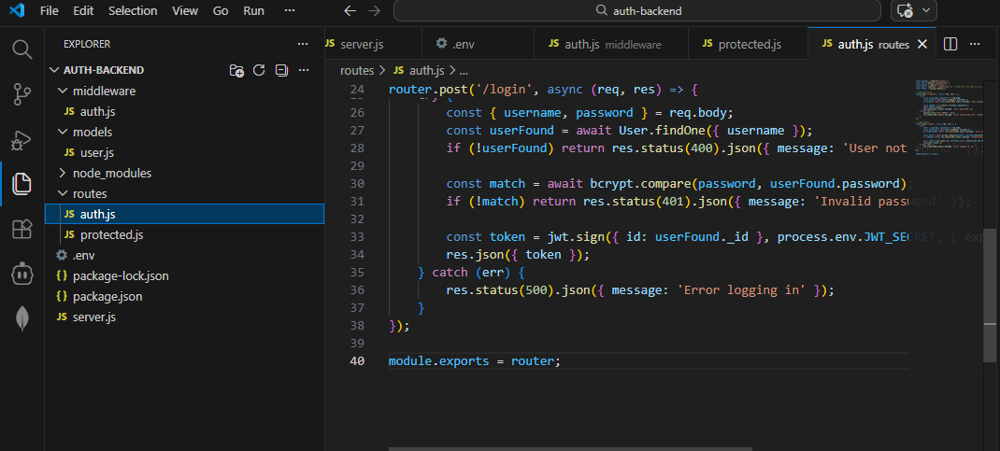 File Edit Selection View Go Run ··· ← → auth-backend
EXPLORER ···
AUTH-BACKEND ···
middleware
JS auth.js
models
JS user.js
node_modules
routes
JS auth.js
JS protected.js
.env
{} package-lock.json
{} package.json
JS server.js
JS server.js .env JS auth.js middleware JS protected.js JS auth.js routes ···
routes > JS auth.js > ...
24 router.post('/login', async (req, res) => {
26 const { username, password } = req.body;
27 const userFound = await User.findOne({ username });
28 if (!userFound) return res.status(400).json({ message: 'User not
29
30 const match = await bcrypt.compare(password, userFound.password);
31 if (!match) return res.status(401).json({ message: 'Invalid password' });
32
33 const token = jwt.sign({ id: userFound._id }, process.env.JWT_SECRET, { exp
34 res.json({ token });
35 } catch (err) {
36 res.status(500).json({ message: 'Error logging in' });
37 }
38 });
39
40 module.exports = router;